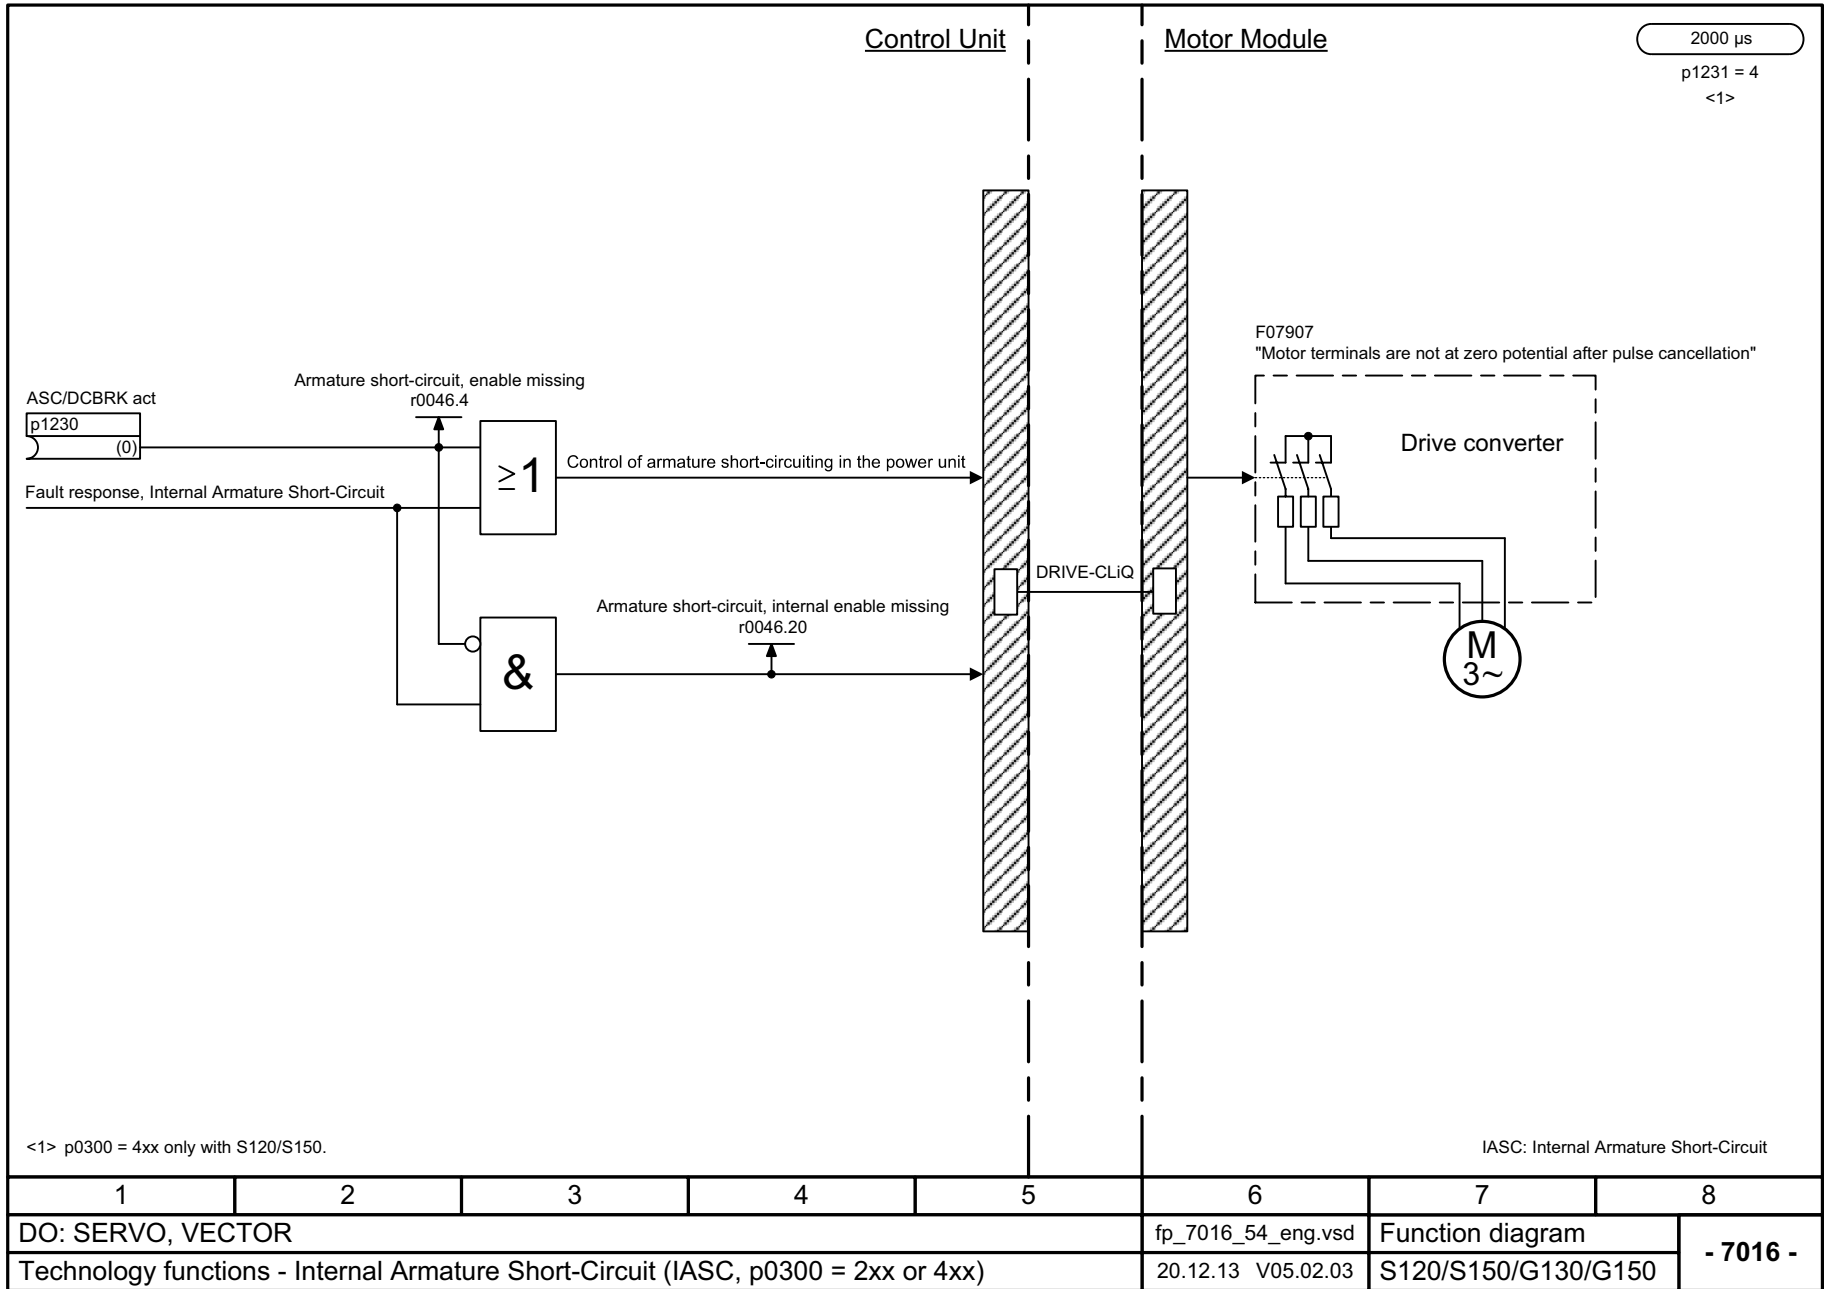 Control Unit
Motor Module
2000 µs
p1231 = 4
<1>
F07907
"Motor terminals are not at zero potential after pulse cancellation"
Armature short-circuit, enable missing
r0046.4
ASC/DCBRK act
p1230
(0)
Drive converter
≥1
Control of armature short-circuiting in the power unit
Fault response, Internal Armature Short-Circuit
DRIVE-CLiQ
Armature short-circuit, internal enable missing
r0046.20
&
M
3~
<1> p0300 = 4xx only with S120/S150.
IASC: Internal Armature Short-Circuit
1 2 3 4 5 6 7 8
DO: SERVO, VECTOR
fp_7016_54_eng.vsd
Function diagram
- 7016 -
Technology functions - Internal Armature Short-Circuit (IASC, p0300 = 2xx or 4xx)
20.12.13 V05.02.03
S120/S150/G130/G150